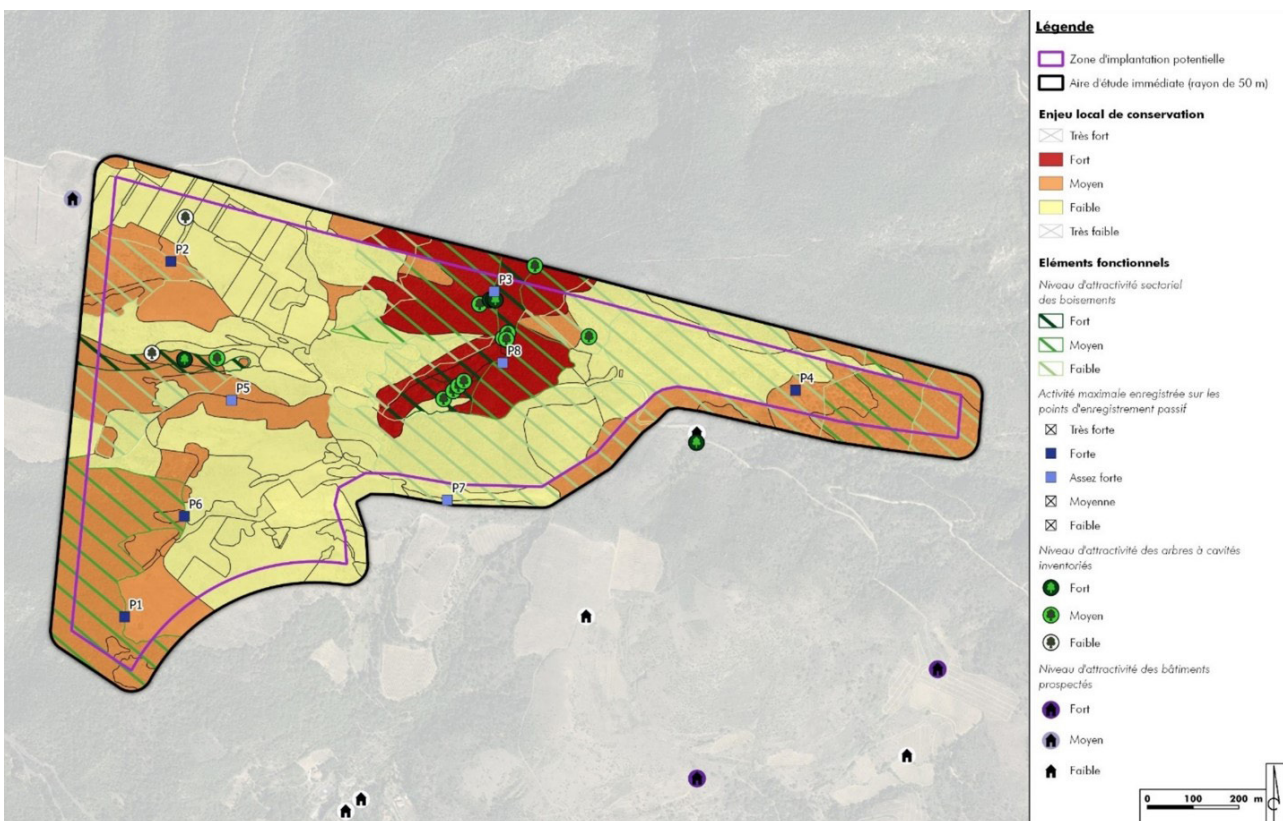 Légende
Zone d'implantation potentielle
Aire d'étude immédiate (rayon de 50 m)
Enjeu local de conservation
Très fort
Fort
Moyen
Faible
Très faible
Eléments fonctionnels
Niveau d'attractivité sectoriel
des boisements
Fort
Moyen
Faible
Activité maximale enregistrée sur les
points d'enregistrement passif
Très forte
Forte
Assez forte
Moyenne
Faible
Niveau d'attractivité des arbres à cavités
inventoriés
Fort
Moyen
Faible
Niveau d'attractivité des bâtiments
prospectés
Fort
Moyen
Faible
0 100 200 m
P2
P3
P8
P4
P5
P7
P6
P1